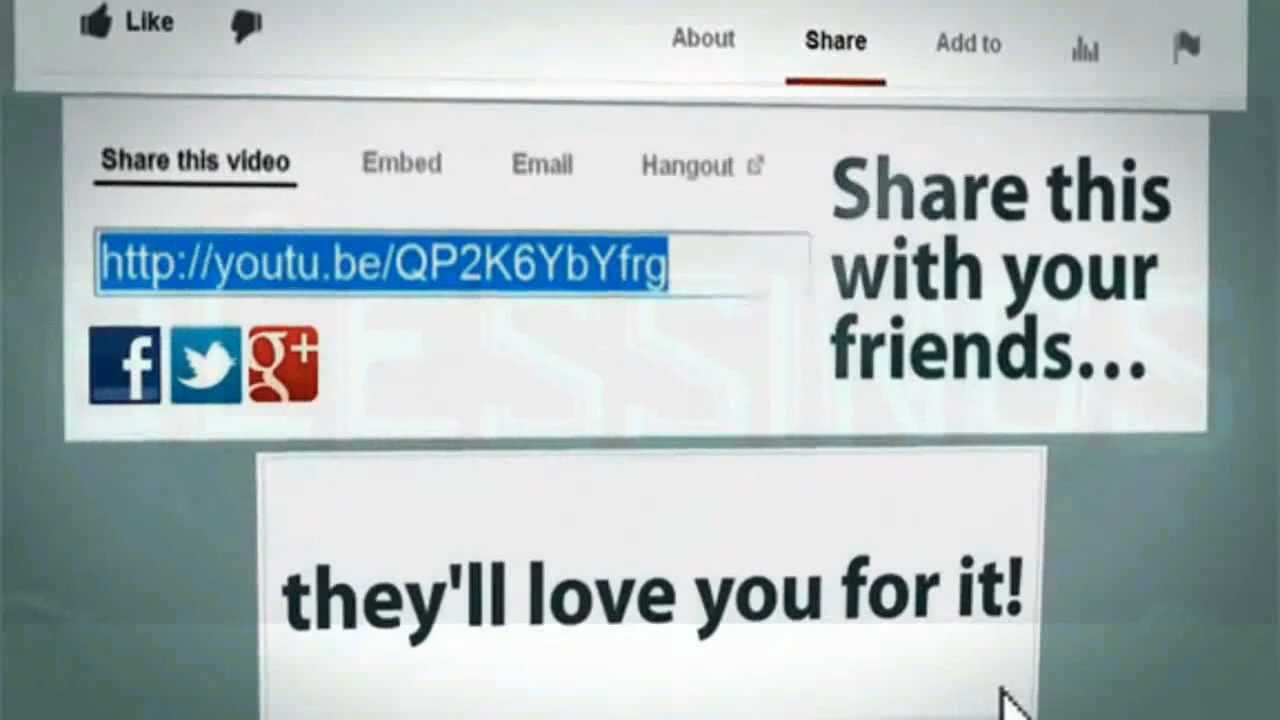 Like
About
Share
Add to
Share this video
Embed
Email
Hangout
http://youtu.be/QP2K6YbYfrg
f
g+
Share this
with your
friends...
they'll love you for it!